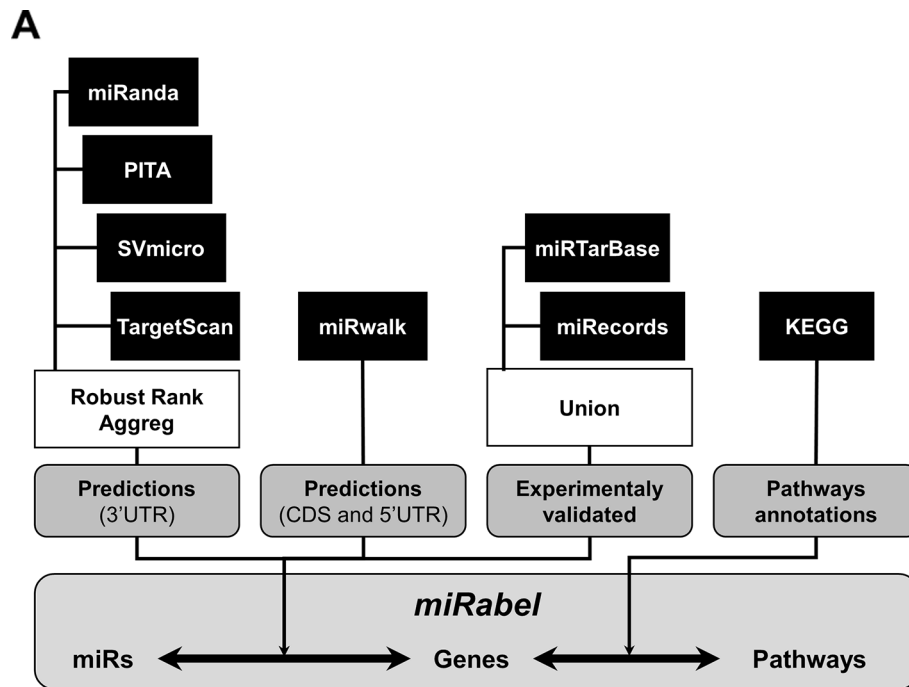 A
miRanda
PITA
SVmicro
miRTarBase
TargetScan
miRwalk
miRecords
KEGG
Robust Rank
Aggreg
Union
Predictions
(3’UTR)
Predictions
(CDS and 5’UTR)
Experimentaly
validated
Pathways
annotations
miRabel
miRs
Genes
Pathways